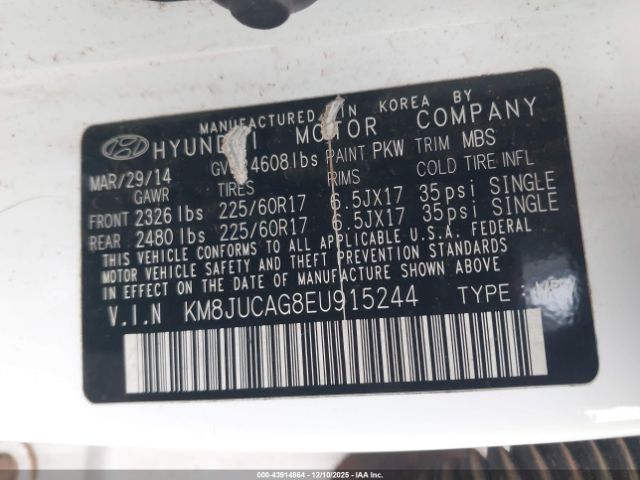 MANUFACTURED IN KOREA BY
HYUNDAI MOTOR COMPANY
MAR/29/14 4608lbs PAINT PKW TRIM MBS
GAWR TIRES RIMS COLD TIRE INFL
FRONT 2326 lbs 225/60R17 6.5JX17 35psi SINGLE
REAR 2480 lbs 225/60R17 6.5JX17 35psi SINGLE
THIS VEHICLE CONFORMS TO ALL APPLICABLE U.S.A. FEDERAL
MOTOR VEHICLE SAFETY BUMPER, AND THEFT PREVENTION STANDARDS
IN EFFECT ON THE DATE OF MANUFACTURE SHOWN ABOVE.
V.I.N KM8JUCAG8EU915244 TYPE : MPV
000-43914864 • 12/10/2025 • IAA Inc.